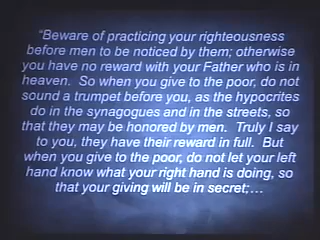 “Beware of practicing your righteousness
before men to be noticed by them; otherwise
you have no reward with your Father who is in
heaven.  So when you give to the poor, do not
sound a trumpet before you, as the hypocrites
do in the synagogues and in the streets, so
that they may be honored by men.  Truly I say
to you, they have their reward in full.  But
when you give to the poor, do not let your left
hand know what your right hand is doing, so
that your giving will be in secret;…